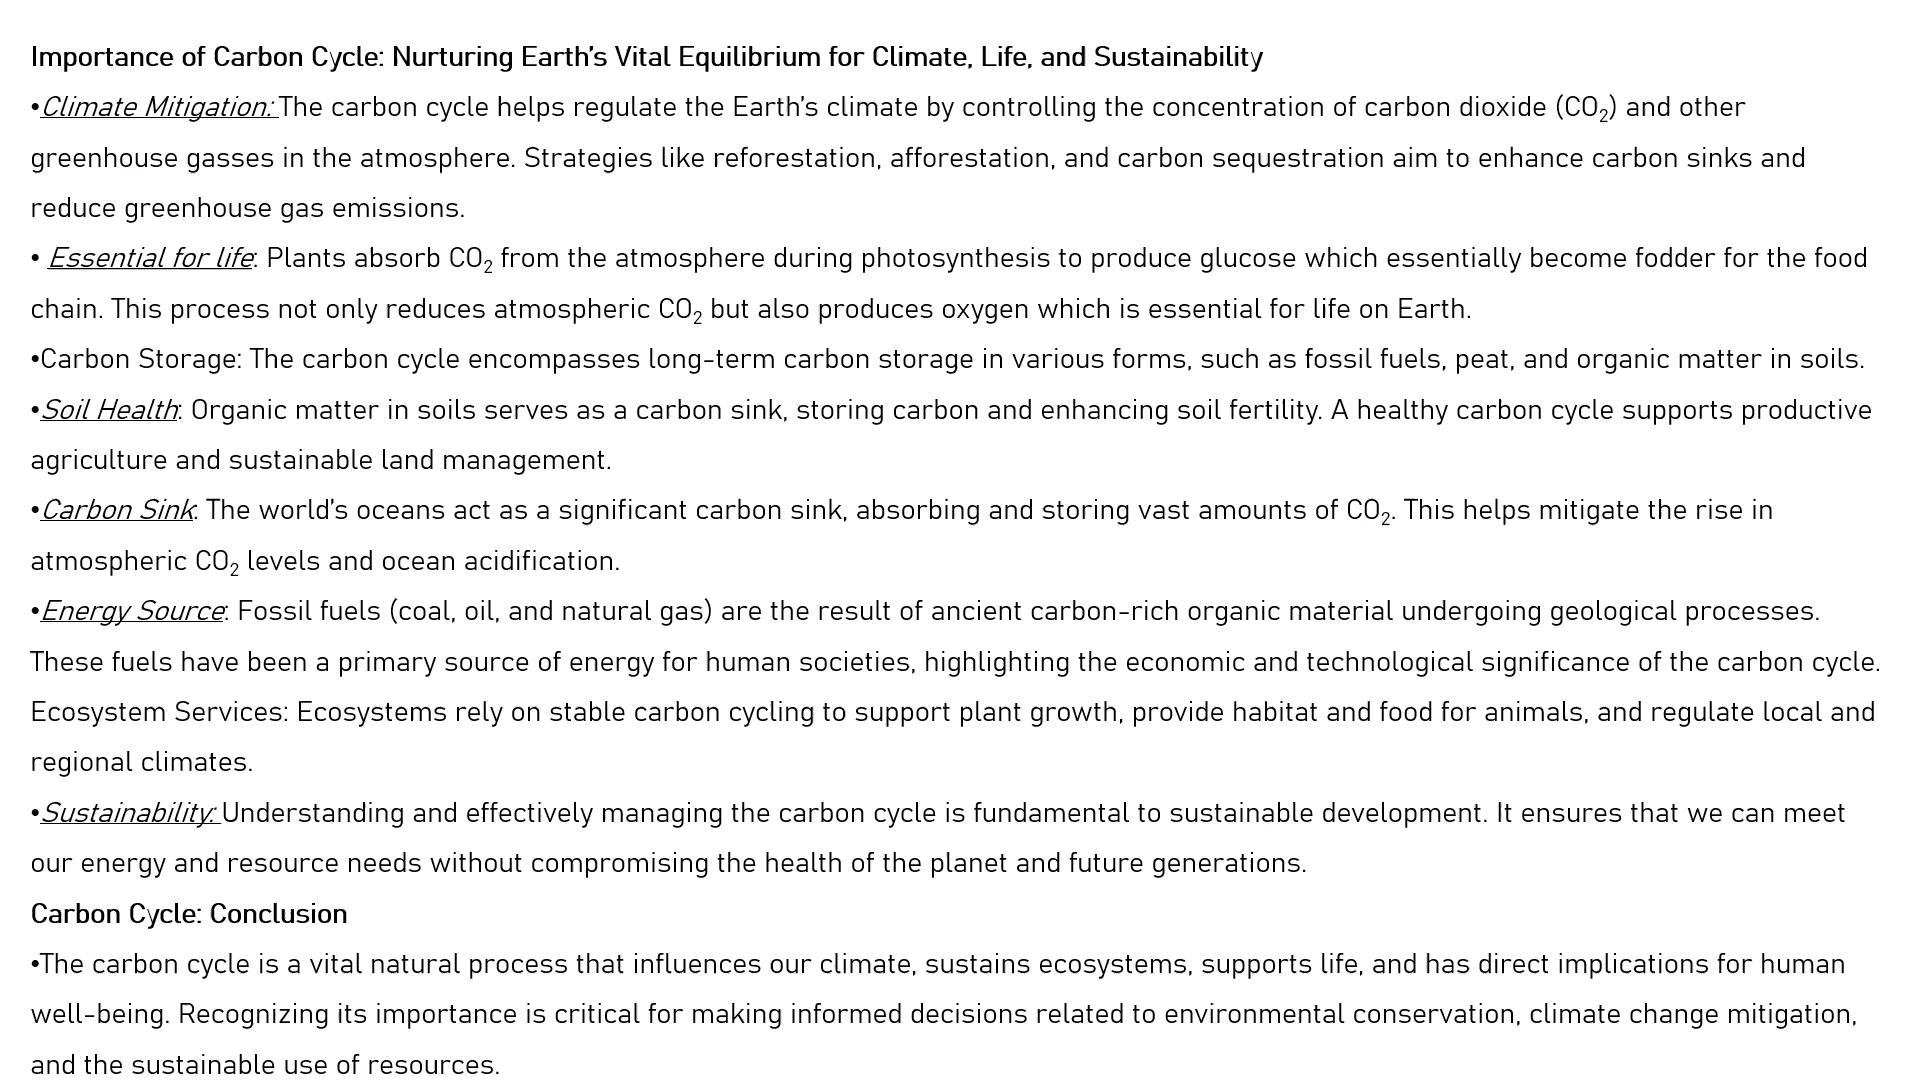 Importance of Carbon Cycle: Nurturing Earth’s Vital Equilibrium for Climate, Life, and Sustainability
•Climate Mitigation: The carbon cycle helps regulate the Earth’s climate by controlling the concentration of carbon dioxide (CO₂) and other
greenhouse gasses in the atmosphere. Strategies like reforestation, afforestation, and carbon sequestration aim to enhance carbon sinks and
reduce greenhouse gas emissions.
• Essential for life: Plants absorb CO₂ from the atmosphere during photosynthesis to produce glucose which essentially become fodder for the food
chain. This process not only reduces atmospheric CO₂ but also produces oxygen which is essential for life on Earth.
•Carbon Storage: The carbon cycle encompasses long-term carbon storage in various forms, such as fossil fuels, peat, and organic matter in soils.
•Soil Health: Organic matter in soils serves as a carbon sink, storing carbon and enhancing soil fertility. A healthy carbon cycle supports productive
agriculture and sustainable land management.
•Carbon Sink: The world’s oceans act as a significant carbon sink, absorbing and storing vast amounts of CO₂. This helps mitigate the rise in
atmospheric CO₂ levels and ocean acidification.
•Energy Source: Fossil fuels (coal, oil, and natural gas) are the result of ancient carbon-rich organic material undergoing geological processes.
These fuels have been a primary source of energy for human societies, highlighting the economic and technological significance of the carbon cycle.
Ecosystem Services: Ecosystems rely on stable carbon cycling to support plant growth, provide habitat and food for animals, and regulate local and
regional climates.
•Sustainability: Understanding and effectively managing the carbon cycle is fundamental to sustainable development. It ensures that we can meet
our energy and resource needs without compromising the health of the planet and future generations.
Carbon Cycle: Conclusion
•The carbon cycle is a vital natural process that influences our climate, sustains ecosystems, supports life, and has direct implications for human
well-being. Recognizing its importance is critical for making informed decisions related to environmental conservation, climate change mitigation,
and the sustainable use of resources.